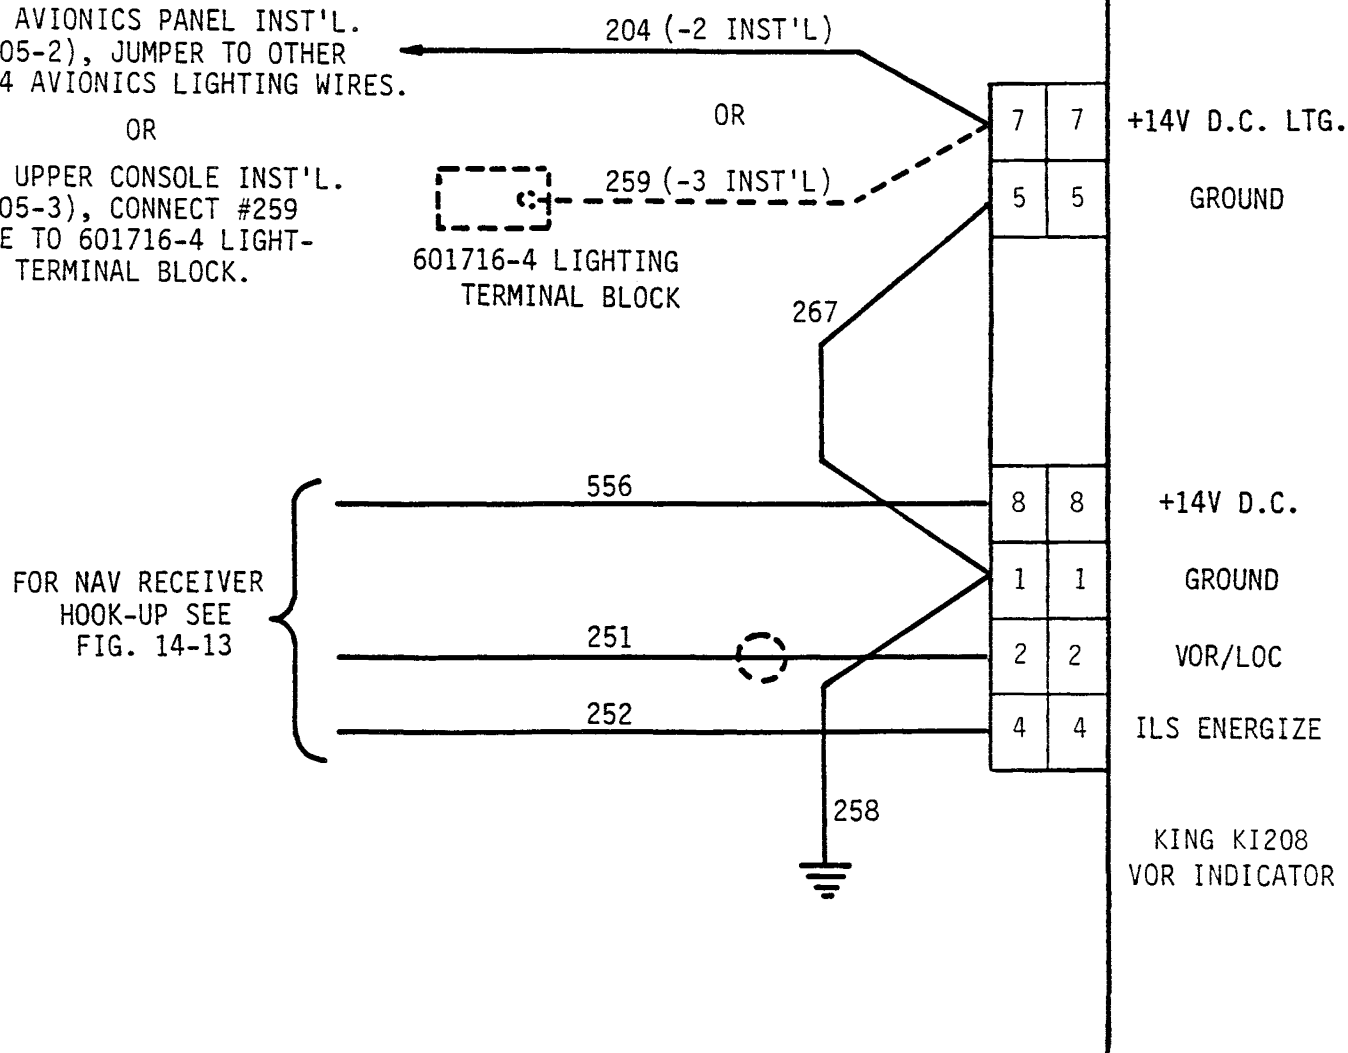 AVIONICS PANEL INST'L.
05-2), JUMPER TO OTHER
4 AVIONICS LIGHTING WIRES.
OR
UPPER CONSOLE INST'L.
05-3), CONNECT #259
E TO 601716-4 LIGHT-
TERMINAL BLOCK.
204 (-2 INST'L)
OR
259 (-3 INST'L)
601716-4 LIGHTING
TERMINAL BLOCK
7 7 +14V D.C. LTG.
5 5 GROUND
267
556
8 8 +14V D.C.
FOR NAV RECEIVER
HOOK-UP SEE
FIG. 14-13
1 1 GROUND
251
2 2 VOR/LOC
252
4 4 ILS ENERGIZE
258
KING KI208
VOR INDICATOR